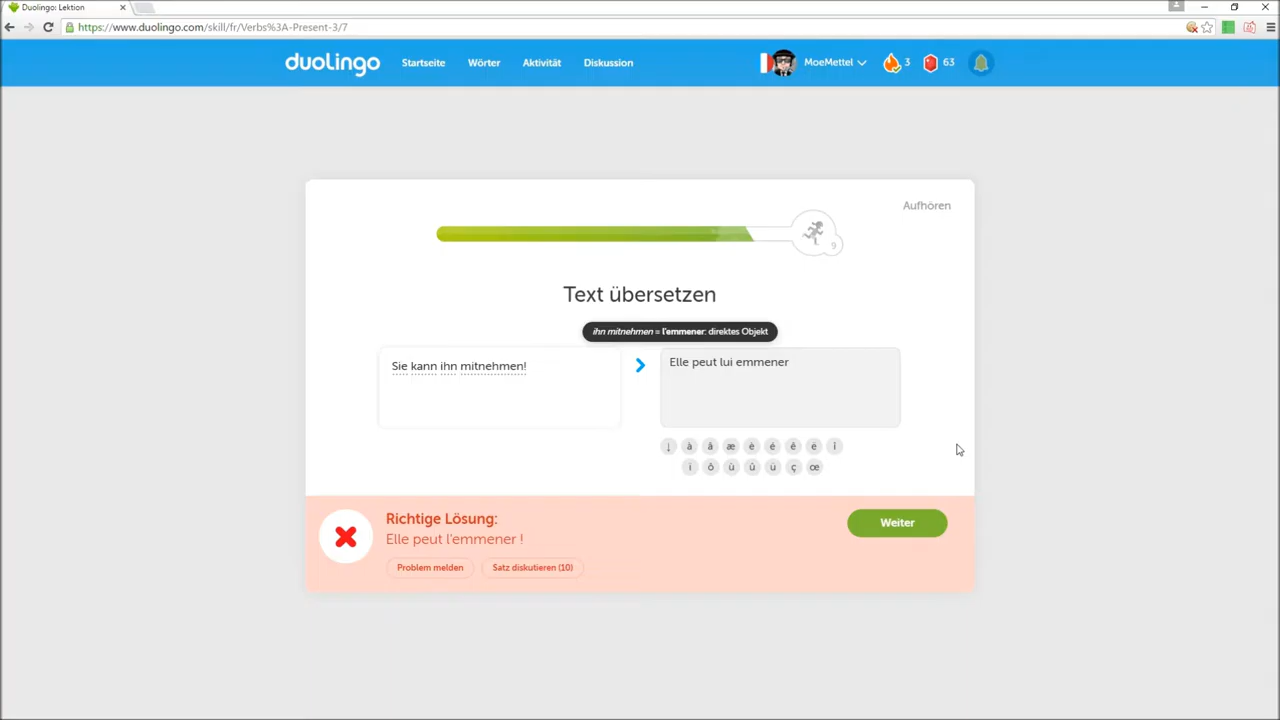 Duolingo: Lektion
https://www.duolingo.com/skill/fr/Verbs%3A-Present-3/7
duolingo Startseite Wörter Aktivität Diskussion MoeMettel 3 63
Aufhören
9
Text übersetzen
ihn mitnehmen = l'emmener: direktes Objekt
Sie kann ihn mitnehmen!
Elle peut lui emmener
↓ à â æ è é ê ë î
ï ô ù û ü ç œ
Richtige Lösung:
Elle peut l'emmener !
Weiter
Problem melden Satz diskutieren (10)